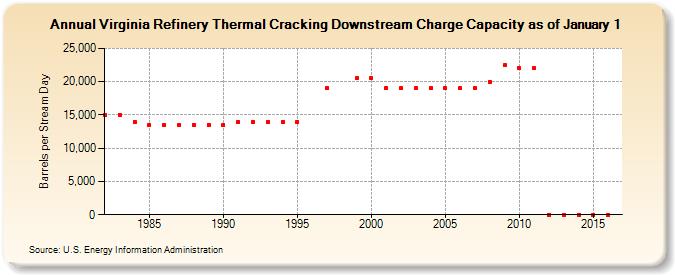 Annual Virginia Refinery Thermal Cracking Downstream Charge Capacity as of January 1
Barrels per Stream Day
25,000
20,000
15,000
10,000
5,000
0
1985 1990 1995 2000 2005 2010 2015
Source: U.S. Energy Information Administration